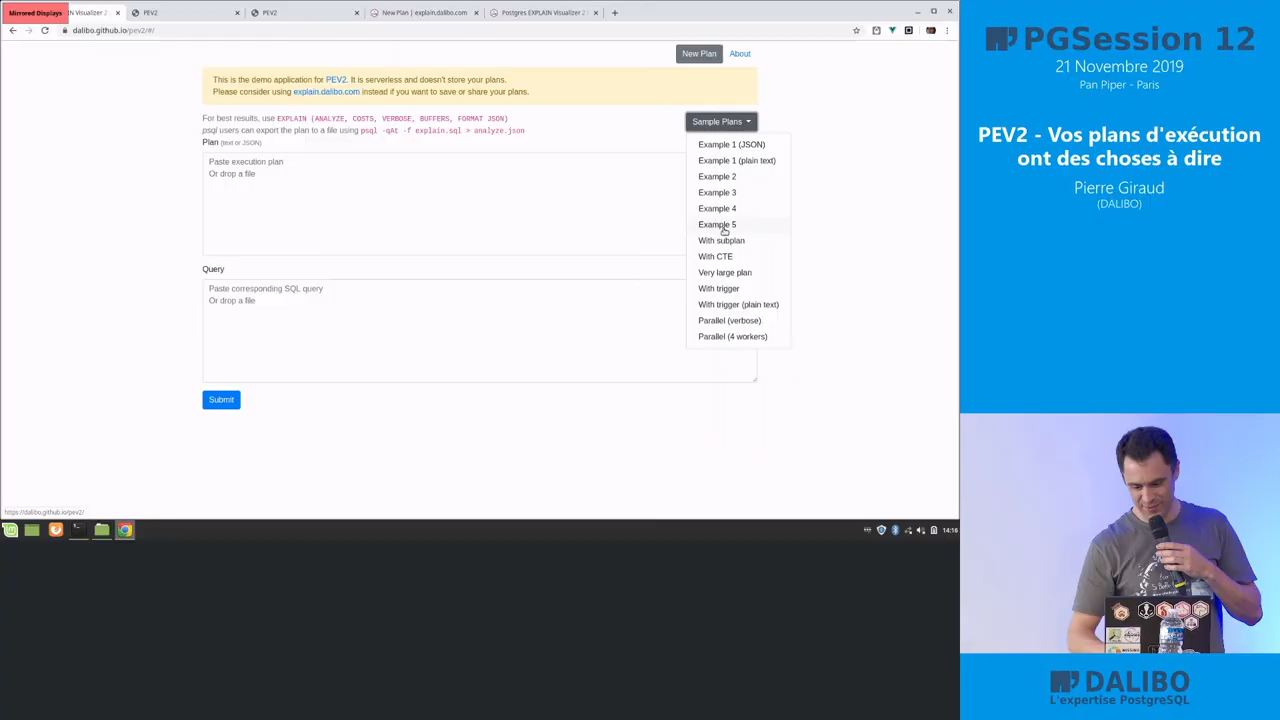 Mirrored Displays
IN Visualizer 2
PEV2
PEV2
New Plan | explain.dalibo.com
Postgres EXPLAIN Visualizer 2
dalibo.github.io/pev2/#/
New Plan
About
This is the demo application for PEV2. It is serverless and doesn't store your plans.
Please consider using explain.dalibo.com instead if you want to save or share your plans.
For best results, use EXPLAIN (ANALYZE, COSTS, VERBOSE, BUFFERS, FORMAT JSON)
psql users can export the plan to a file using psql -qAt -f explain.sql > analyze.json
Sample Plans
Plan (text or JSON)
Paste execution plan
Or drop a file
Example 1 (JSON)
Example 1 (plain text)
Example 2
Example 3
Example 4
Example 5
With subplan
With CTE
Very large plan
With trigger
With trigger (plain text)
Parallel (verbose)
Parallel (4 workers)
Query
Paste corresponding SQL query
Or drop a file
Submit
https://dalibo.github.io/pev2/
14:16
PGSession 12
21 Novembre 2019
Pan Piper - Paris
PEV2 - Vos plans d'exécution
ont des choses à dire
Pierre Giraud
(DALIBO)
DALIBO
L'expertise PostgreSQL